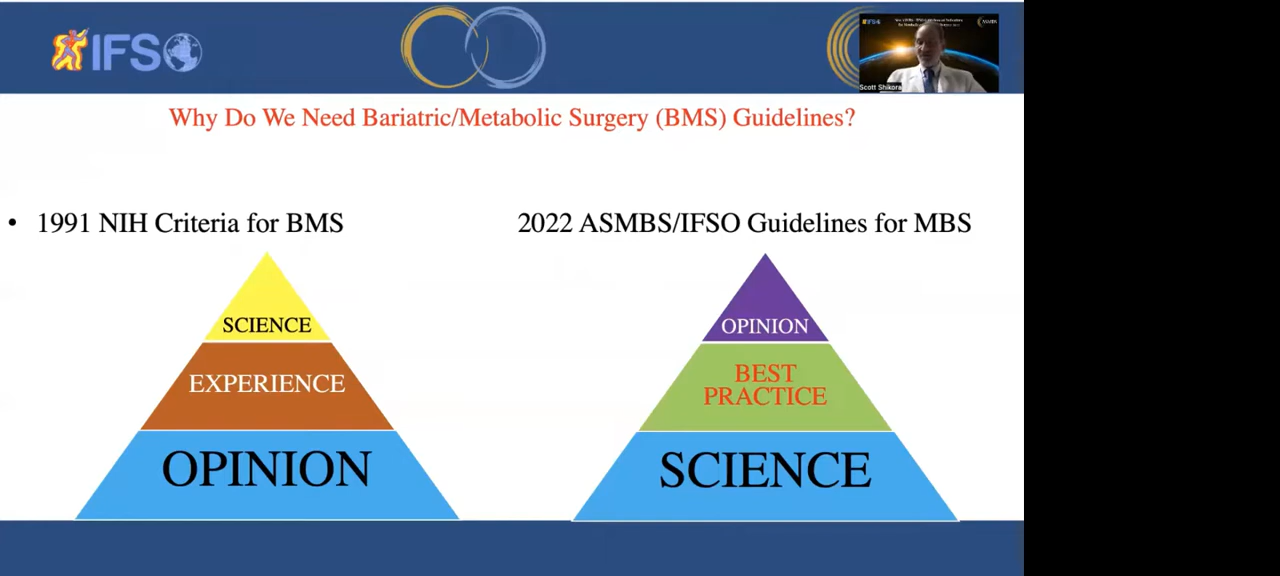 IFSO
Scott Shikora
Why Do We Need Bariatric/Metabolic Surgery (BMS) Guidelines?
• 1991 NIH Criteria for BMS
SCIENCE
EXPERIENCE
OPINION
2022 ASMBS/IFSO Guidelines for MBS
OPINION
BEST
PRACTICE
SCIENCE